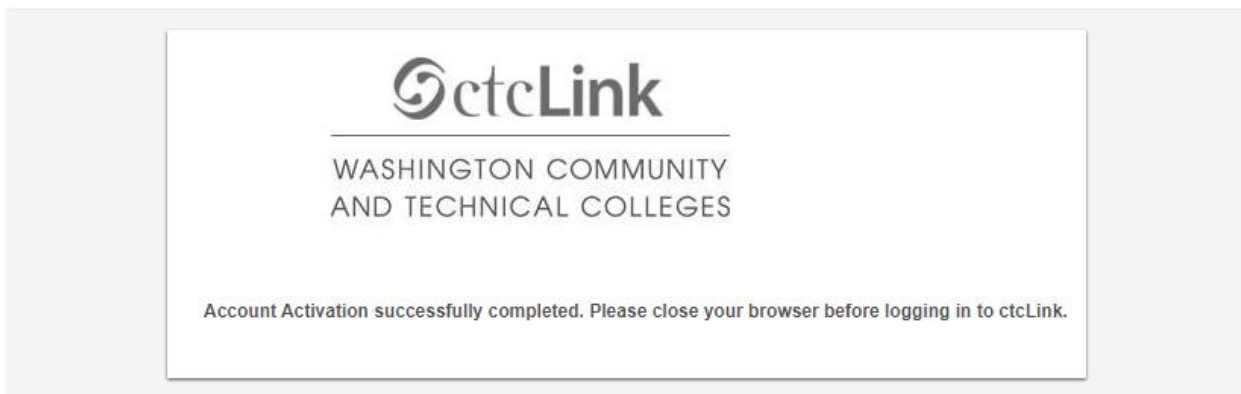 ctcLink
WASHINGTON COMMUNITY
AND TECHNICAL COLLEGES
Account Activation successfully completed. Please close your browser before logging in to ctcLink.